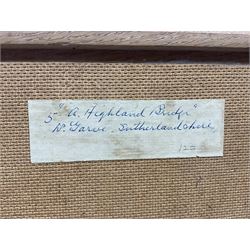 5- "A. Highland Bridge"
Nr. Garve. Sutherlandshire
120